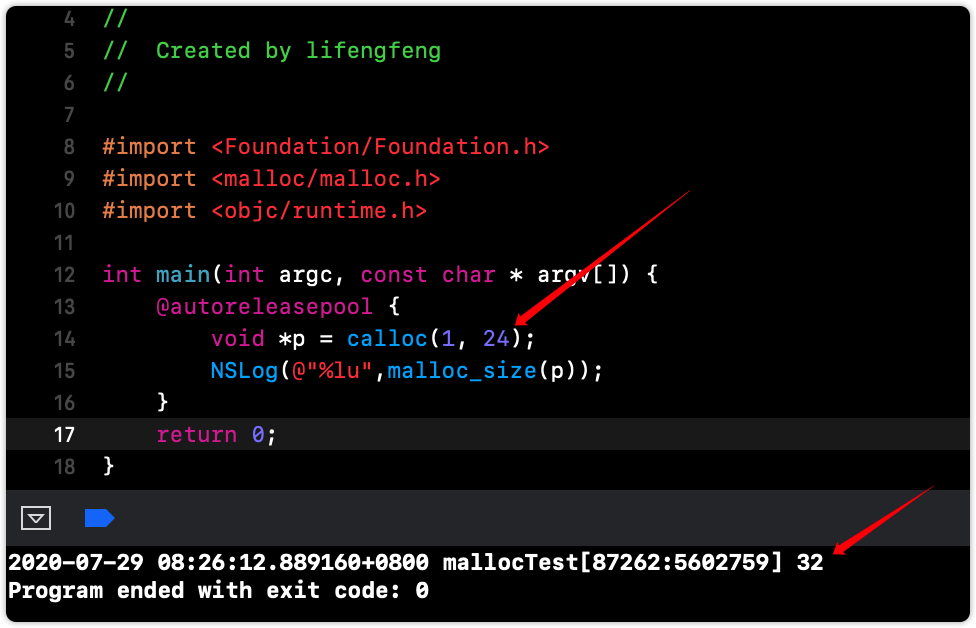 4 //
5 //  Created by lifengfeng
6 //
7
8 #import <Foundation/Foundation.h>
9 #import <malloc/malloc.h>
10 #import <objc/runtime.h>
11
12 int main(int argc, const char * argv[]) {
13     @autoreleasepool {
14         void *p = calloc(1, 24);
15         NSLog(@"%lu",malloc_size(p));
16     }
17     return 0;
18 }
2020-07-29 08:26:12.889160+0800 mallocTest[87262:5602759] 32
Program ended with exit code: 0